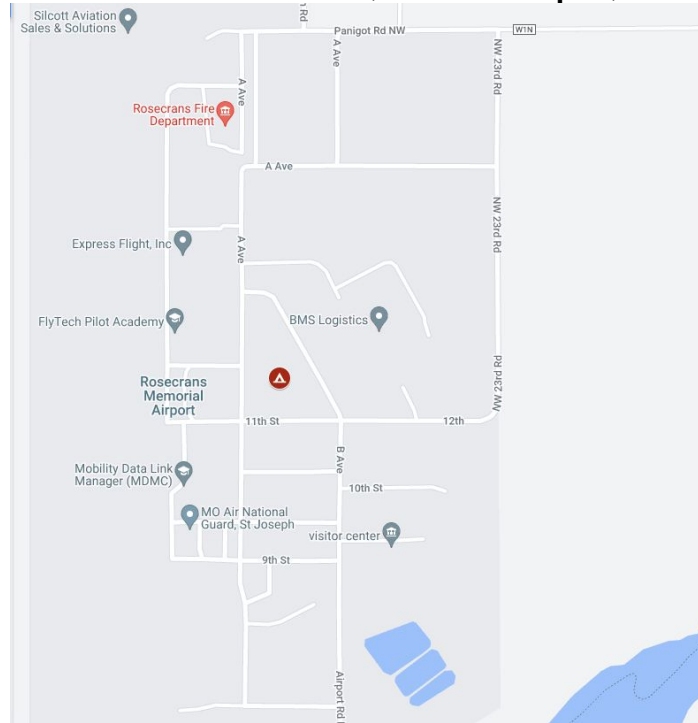 Silcott Aviation
Sales & Solutions
Panigot Rd NW
W1N
A Ave
A Ave
NW 23rd Rd
Rosecrans Fire
Department
A Ave
NW 23rd Rd
A Ave
Express Flight, Inc
FlyTech Pilot Academy
BMS Logistics
NW 23rd Rd
Rosecrans
Memorial
Airport
11th St
12th
B Ave
Mobility Data Link
Manager (MDMC)
10th St
MO Air National
Guard, St Joseph
visitor center
9th St
Airport Rd